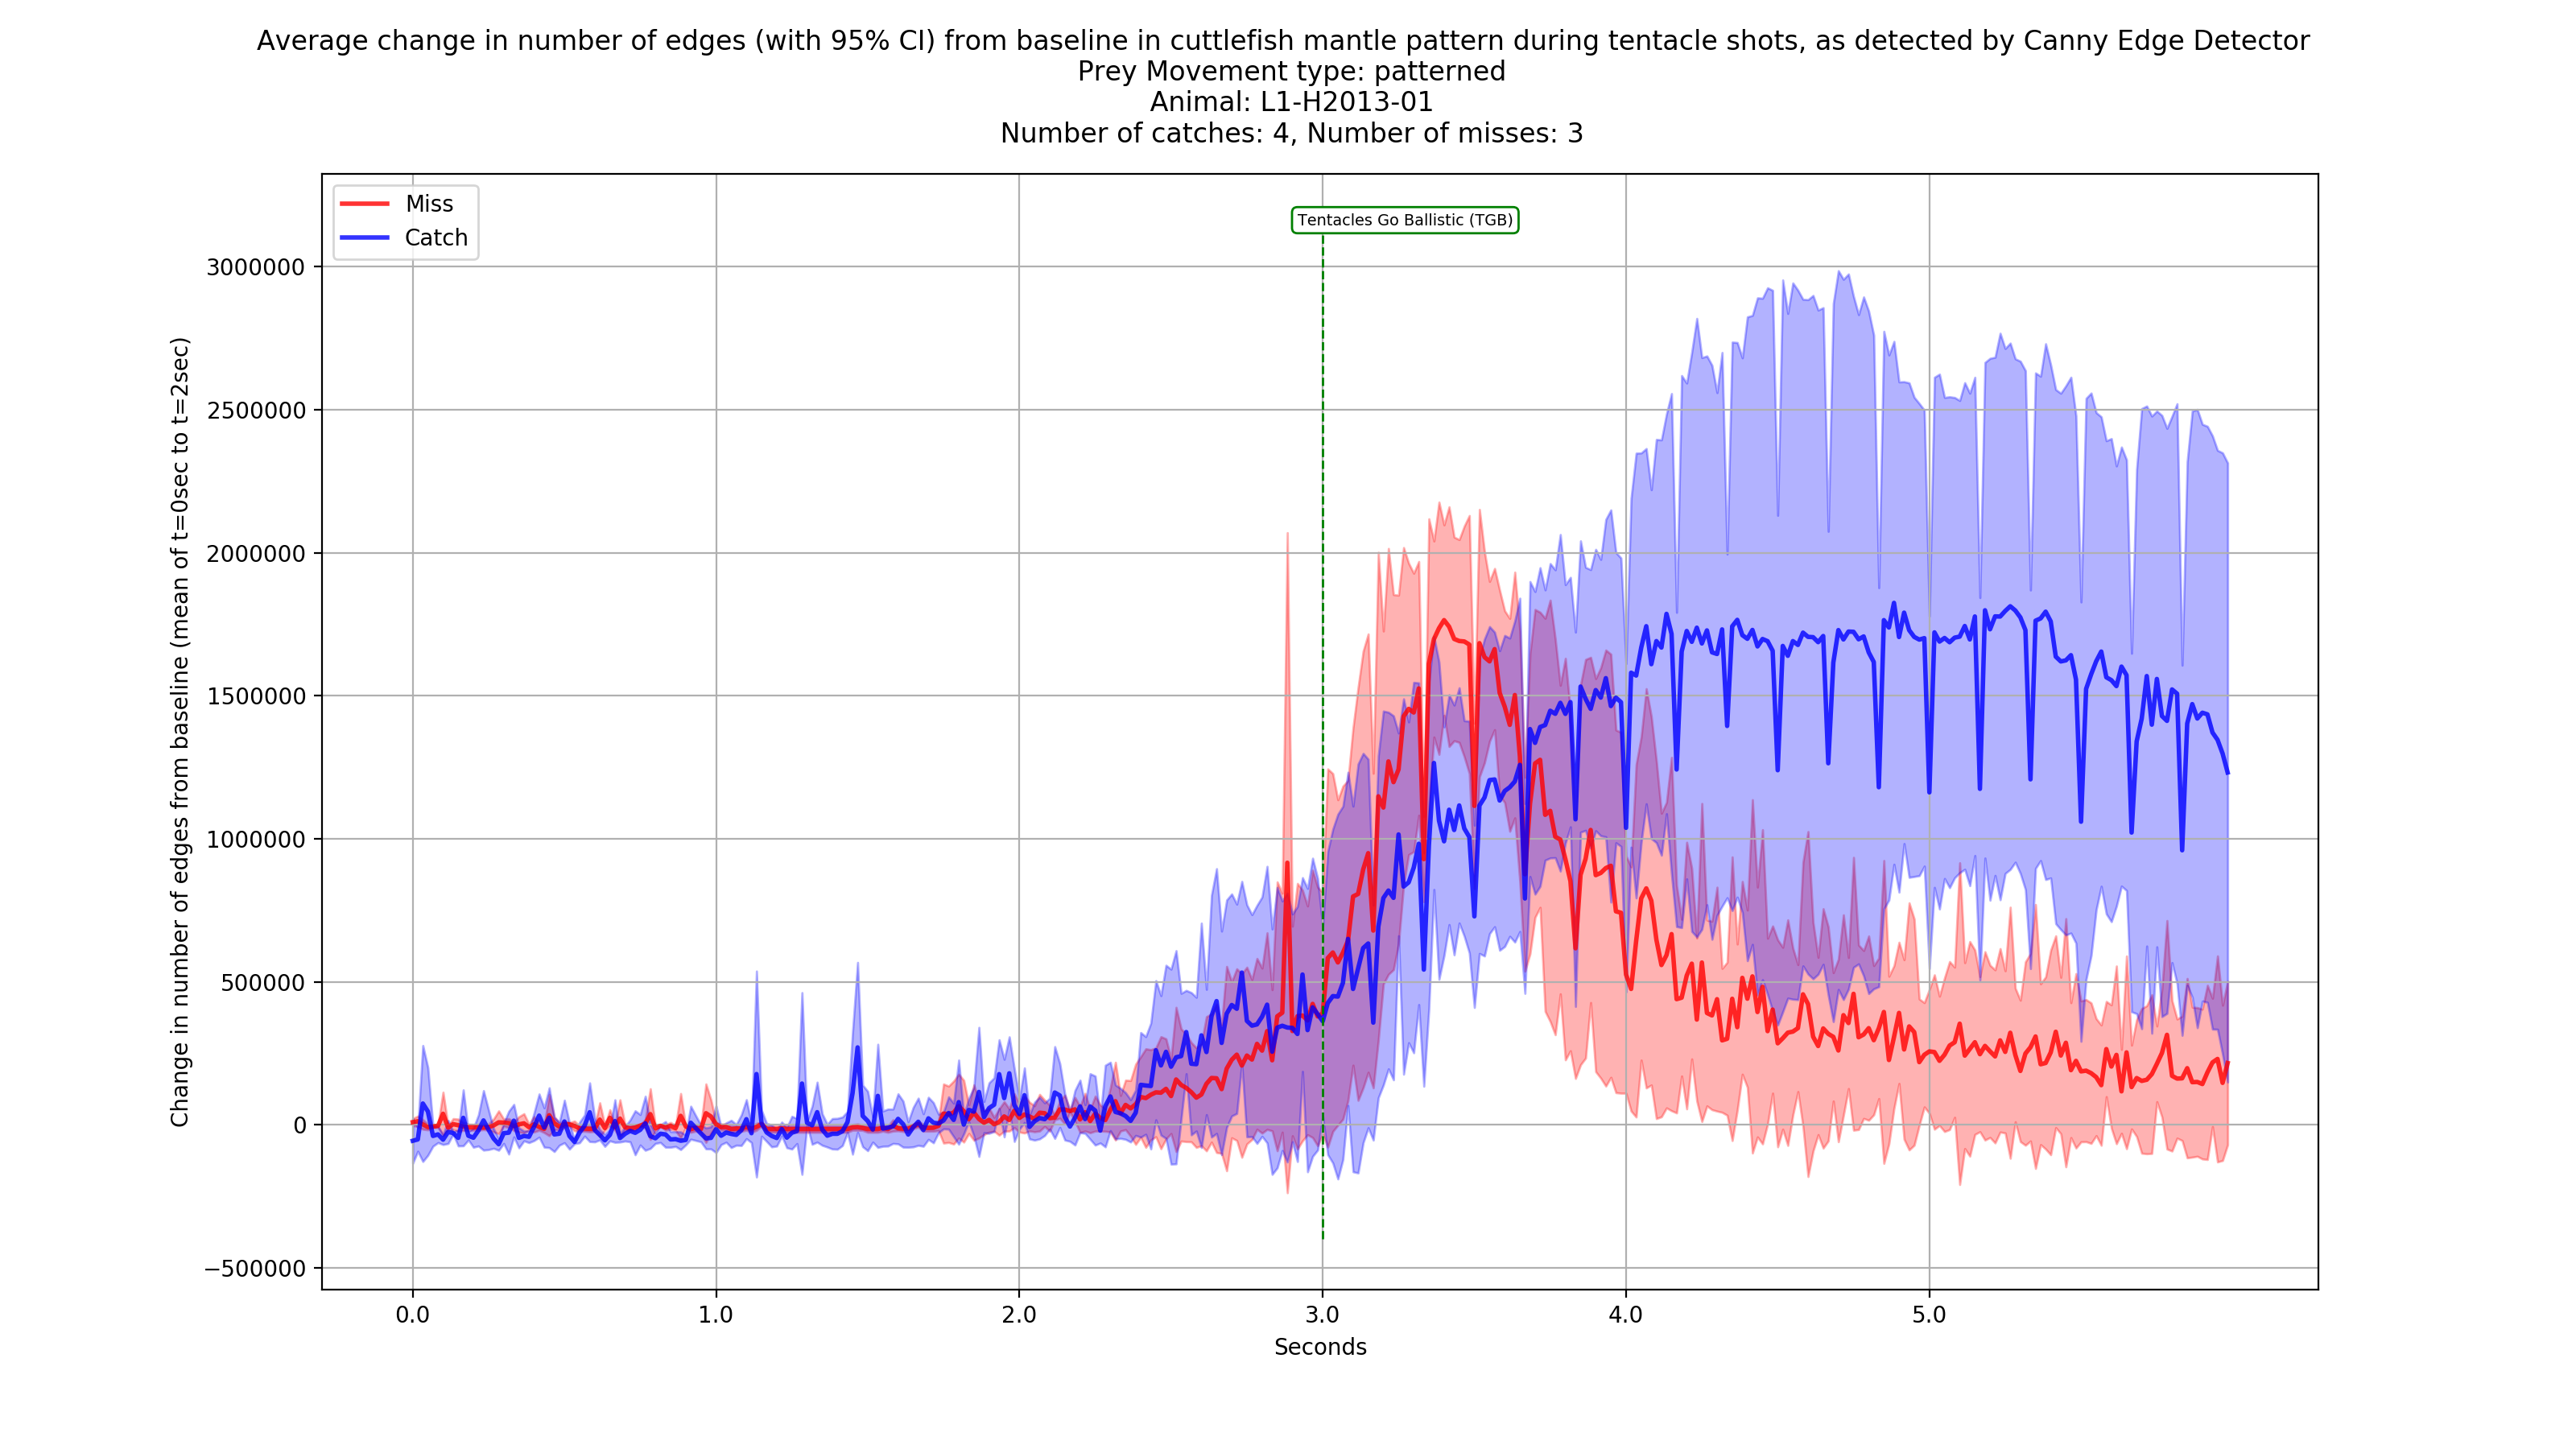 Average change in number of edges (with 95% CI) from baseline in cuttlefish mantle pattern during tentacle shots, as detected by Canny Edge Detector
Prey Movement type: patterned
Animal: L1-H2013-01
Number of catches: 4, Number of misses: 3
Miss
Catch
Tentacles Go Ballistic (TGB)
Change in number of edges from baseline (mean of t=0sec to t=2sec)
3000000
2500000
2000000
1500000
1000000
500000
0
−500000
0.0 1.0 2.0 3.0 4.0 5.0
Seconds